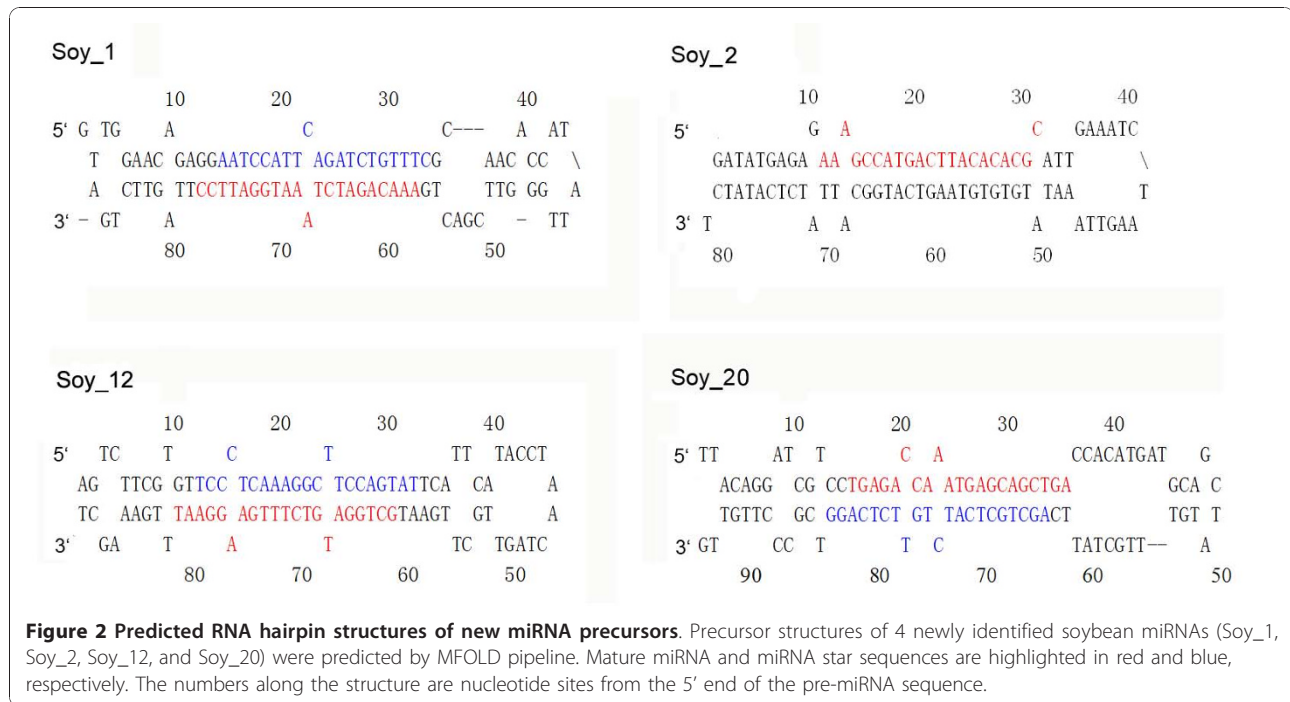 Soy_1
10 20 30 40
5‘ G TG A C C--- A AT
T GAAC GAGGAATCCATT AGATCTGTTTCG AAC CC \
A CTTG TTCCTTAGGTAA TCTAGACAAAGT TTG GG A
3‘ - GT A A CAGC - TT
80 70 60 50
Soy_2
10 20 30 40
5‘ G A C GAAATC
GATATGAGA AA GCCATGACTTACACACG ATT \
CTATACTCT TT CGGTACTGAATGTGTGT TAA T
3‘ T A A A ATTGAA
80 70 60 50
Soy_12
10 20 30 40
5‘ TC T C T TT TACCT
AG TTCGG GTTCC TCAAAGGC TCCAGTATTCA CA A
TC AAGT TAAGG AGTTTCTG AGGTCGTAAGT GT A
3‘ GA T A T TC TGATC
80 70 60 50
Soy_20
10 20 30 40
5‘ TT AT T C A CCACATGAT G
ACAGG CG CCTGAGA CA ATGAGCAGCTGA GCA C
TGTTC GC GGACTCT GT TACTCGTCGACT TGT T
3‘ GT CC T T C TATCGTT-- A
90 80 70 60 50
Figure 2 Predicted RNA hairpin structures of new miRNA precursors. Precursor structures of 4 newly identified soybean miRNAs (Soy_1,
Soy_2, Soy_12, and Soy_20) were predicted by MFOLD pipeline. Mature miRNA and miRNA star sequences are highlighted in red and blue,
respectively. The numbers along the structure are nucleotide sites from the 5′ end of the pre-miRNA sequence.